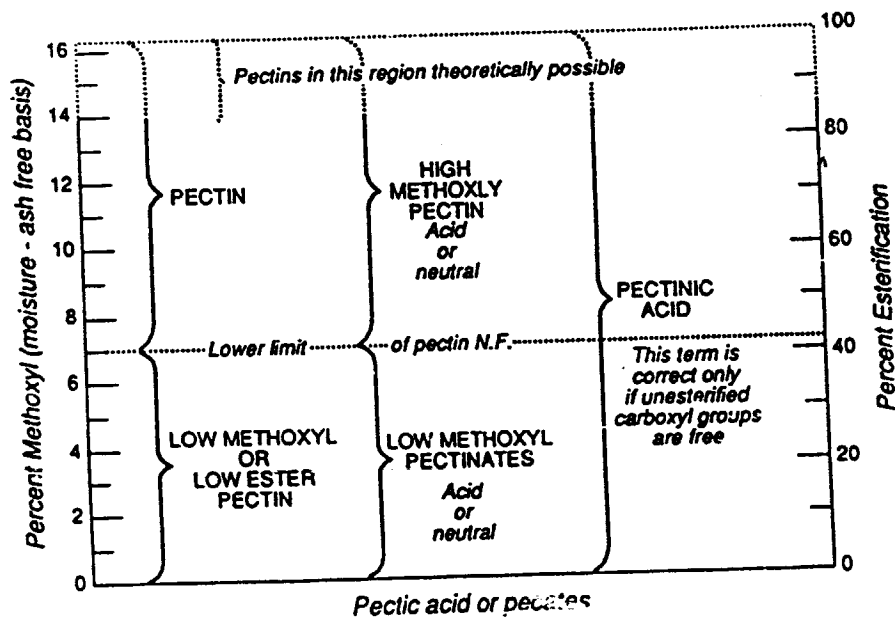 Percent Methoxyl (moisture - ash free basis)
16
14
12
10
8
6
4
2
0
Pectins in this region theoretically possible
PECTIN
HIGH
METHOXLY
PECTIN
Acid
or
neutral
PECTINIC
ACID
Lower limit
of pectin N.F.
This term is
correct only
if unesterified
carboxyl groups
are free
LOW METHOXYL
OR
LOW ESTER
PECTIN
LOW METHOXYL
PECTINATES
Acid
or
neutral
100
80
60
40
20
0
Percent Esterification
Pectic acid or